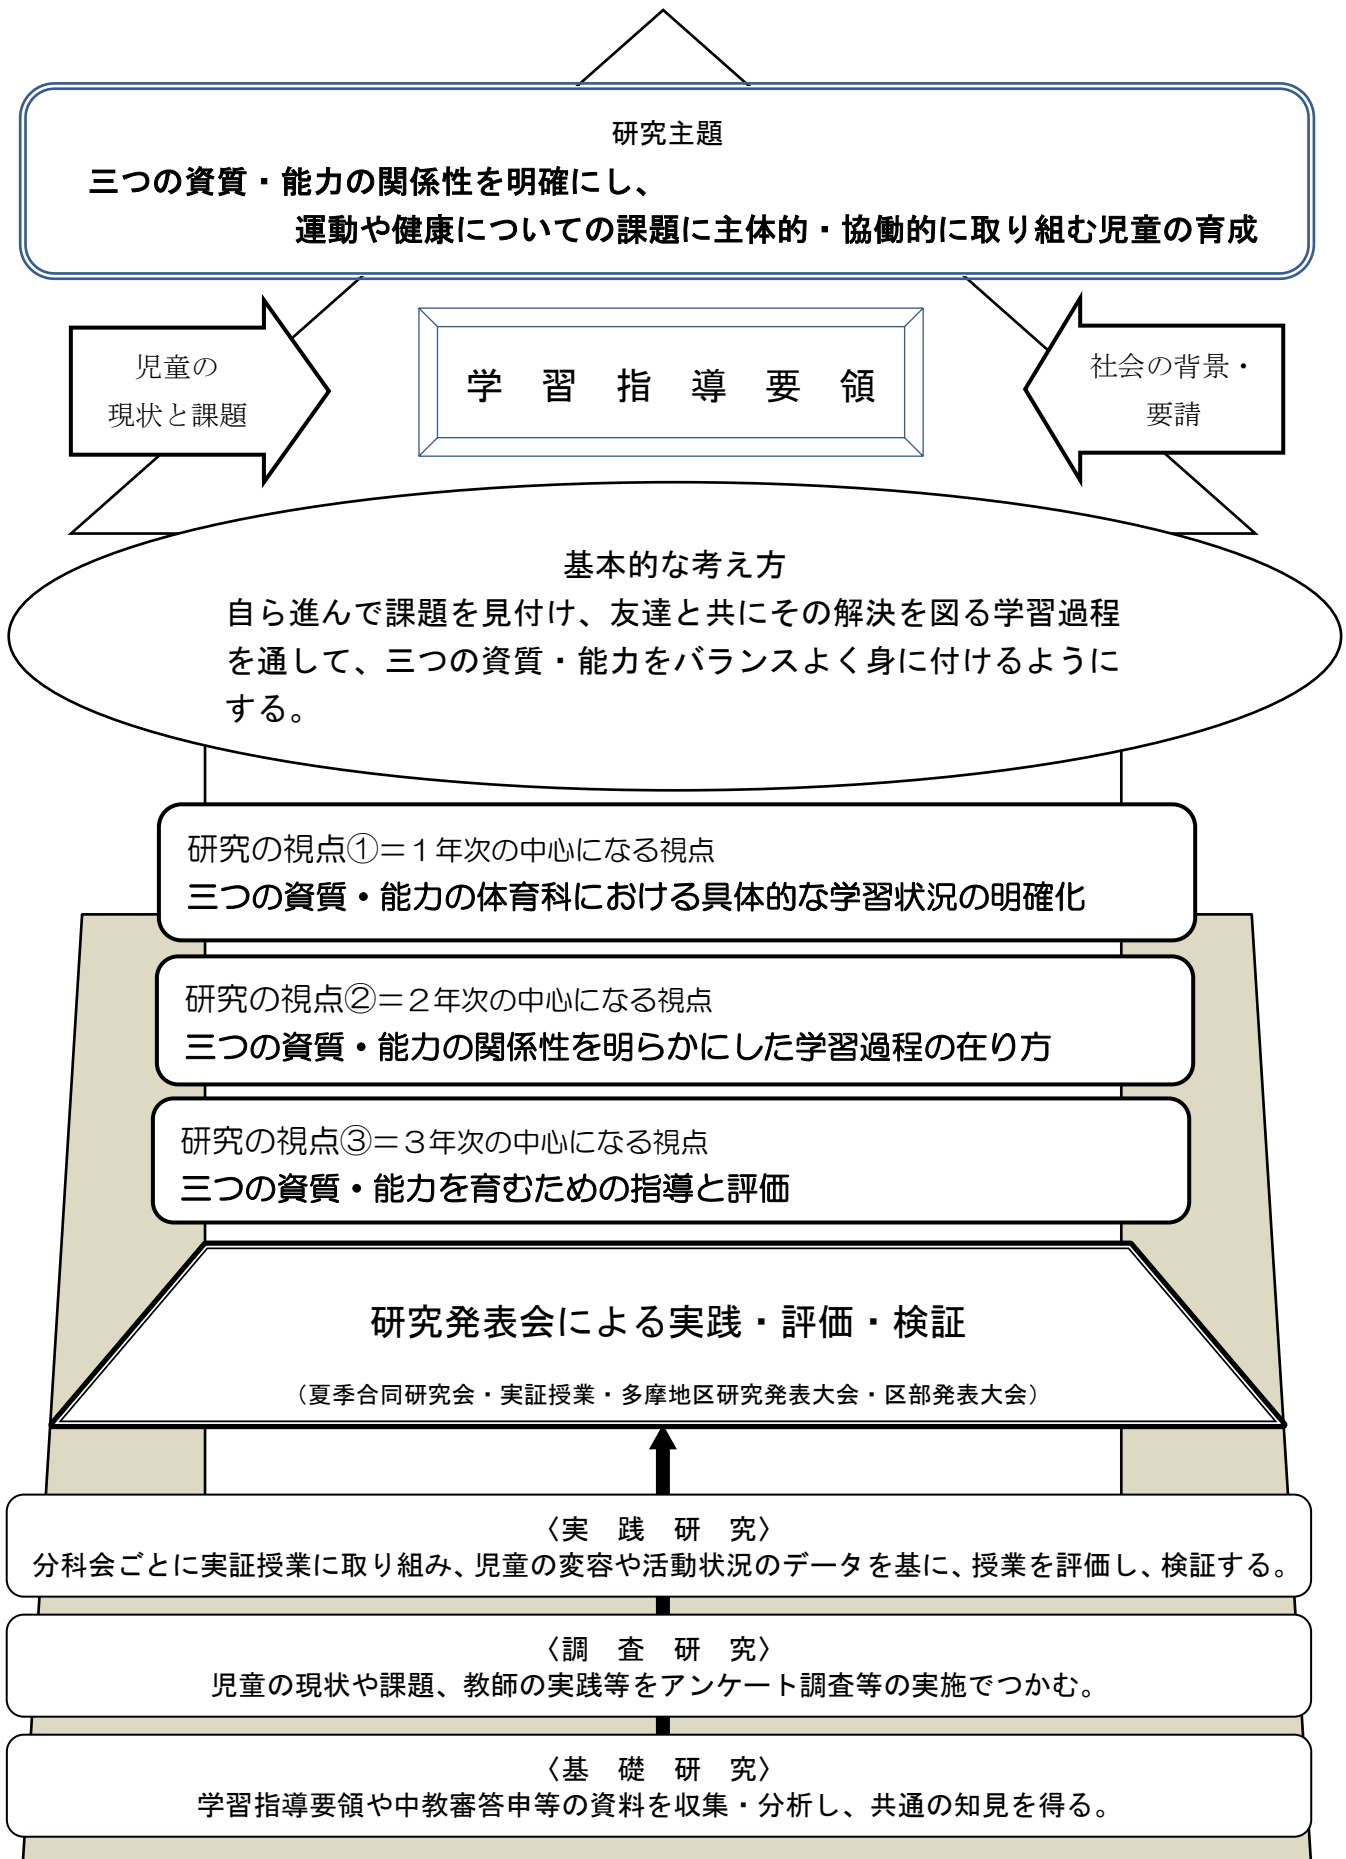 研究主題
三つの資質・能力の関係性を明確にし、
運動や健康についての課題に主体的・協働的に取り組む児童の育成
児童の
現状と課題
学　習　指　導　要　領
社会の背景・
要請
基本的な考え方
自ら進んで課題を見付け、友達と共にその解決を図る学習過程
を通して、三つの資質・能力をバランスよく身に付けるように
する。
研究の視点①＝１年次の中心になる視点
三つの資質・能力の体育科における具体的な学習状況の明確化
研究の視点②＝２年次の中心になる視点
三つの資質・能力の関係性を明らかにした学習過程の在り方
研究の視点③＝３年次の中心になる視点
三つの資質・能力を育むための指導と評価
研究発表会による実践・評価・検証
（夏季合同研究会・実証授業・多摩地区研究発表大会・区部発表大会）
〈実　践　研　究〉
分科会ごとに実証授業に取り組み、児童の変容や活動状況のデータを基に、授業を評価し、検証する。
〈調　査　研　究〉
児童の現状や課題、教師の実践等をアンケート調査等の実施でつかむ。
〈基　礎　研　究〉
学習指導要領や中教審答申等の資料を収集・分析し、共通の知見を得る。